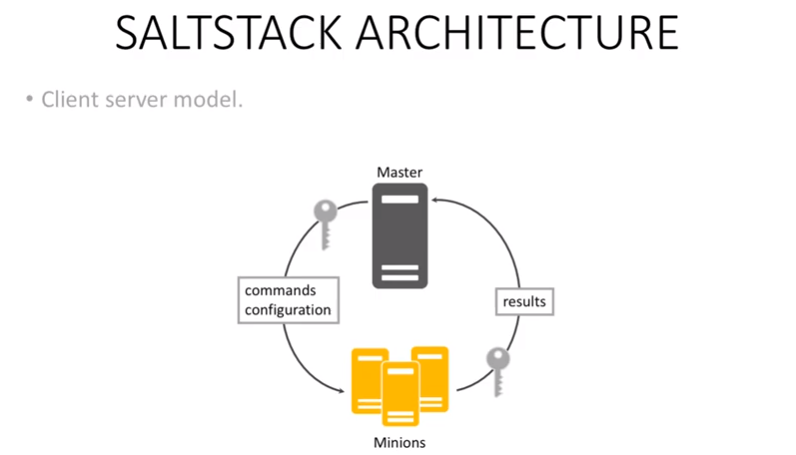 SALTSTACK ARCHITECTURE
• Client server model.
Master
commands
configuration
results
Minions